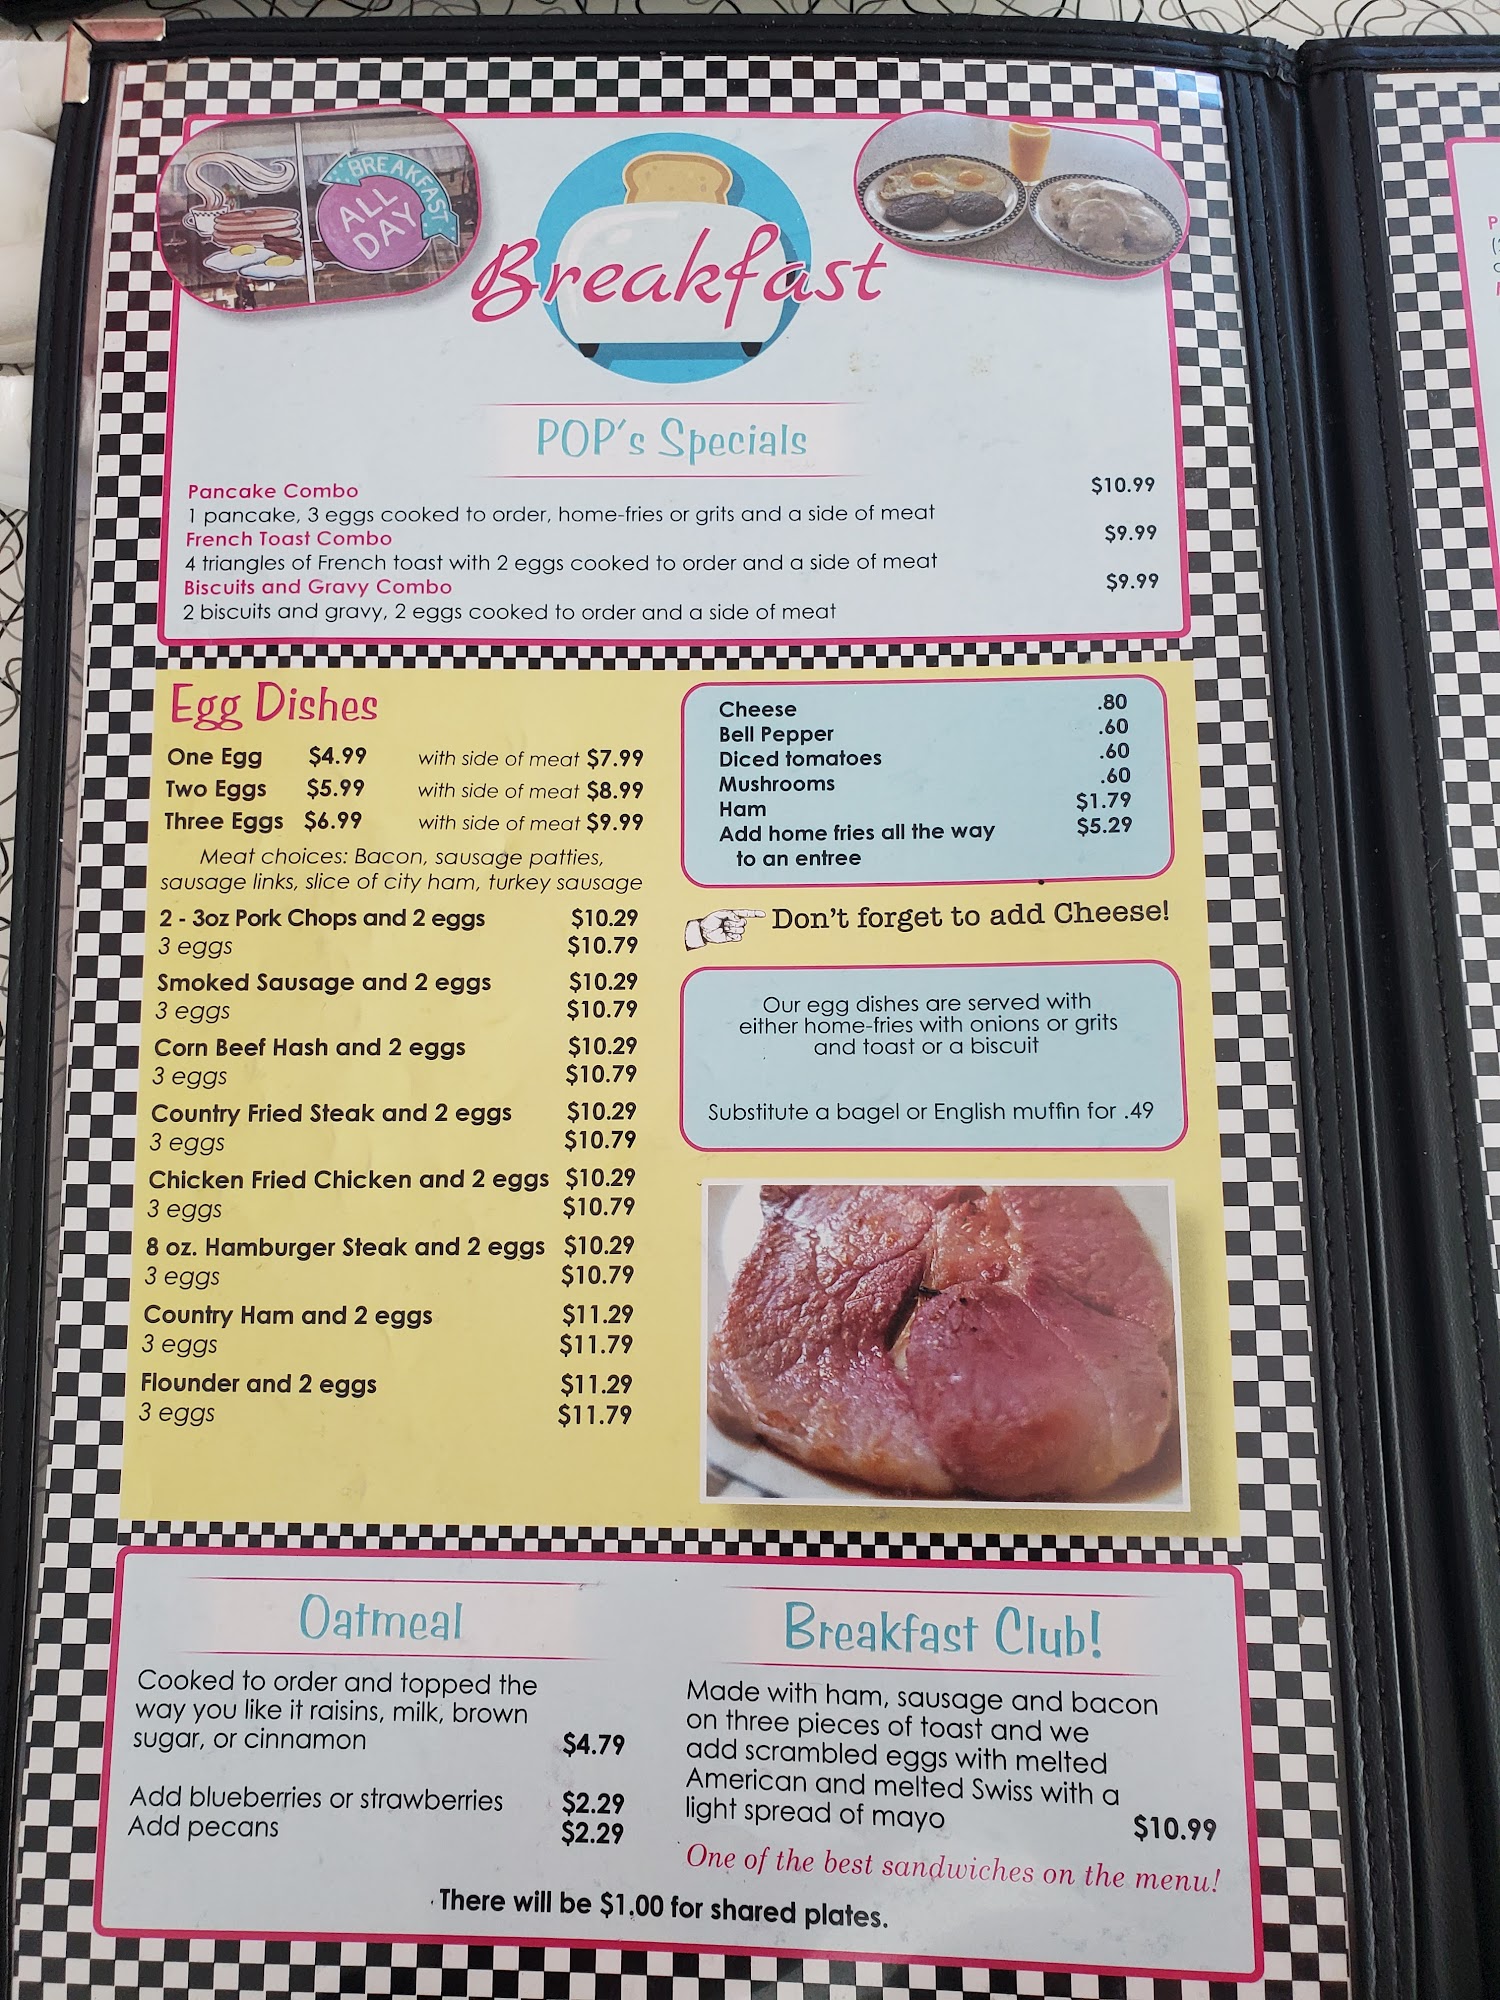 BREAKFAST
ALL
DAY
Breakfast
POP's Specials
Pancake Combo $10.99
1 pancake, 3 eggs cooked to order, home-fries or grits and a side of meat
French Toast Combo $9.99
4 triangles of French toast with 2 eggs cooked to order and a side of meat
Biscuits and Gravy Combo $9.99
2 biscuits and gravy, 2 eggs cooked to order and a side of meat
Egg Dishes
One Egg $4.99 with side of meat $7.99
Two Eggs $5.99 with side of meat $8.99
Three Eggs $6.99 with side of meat $9.99
Meat choices: Bacon, sausage patties,
sausage links, slice of city ham, turkey sausage
2 - 3oz Pork Chops and 2 eggs $10.29
3 eggs $10.79
Smoked Sausage and 2 eggs $10.29
3 eggs $10.79
Corn Beef Hash and 2 eggs $10.29
3 eggs $10.79
Country Fried Steak and 2 eggs $10.29
3 eggs $10.79
Chicken Fried Chicken and 2 eggs $10.29
3 eggs $10.79
8 oz. Hamburger Steak and 2 eggs $10.29
3 eggs $10.79
Country Ham and 2 eggs $11.29
3 eggs $11.79
Flounder and 2 eggs $11.29
3 eggs $11.79
Cheese .80
Bell Pepper .60
Diced tomatoes .60
Mushrooms .60
Ham $1.79
Add home fries all the way $5.29
to an entree
Don't forget to add Cheese!
Our egg dishes are served with
either home-fries with onions or grits
and toast or a biscuit
Substitute a bagel or English muffin for .49
Oatmeal
Cooked to order and topped the
way you like it raisins, milk, brown
sugar, or cinnamon $4.79
Add blueberries or strawberries $2.29
Add pecans $2.29
Breakfast Club!
Made with ham, sausage and bacon
on three pieces of toast and we
add scrambled eggs with melted
American and melted Swiss with a
light spread of mayo $10.99
One of the best sandwiches on the menu!
There will be $1.00 for shared plates.